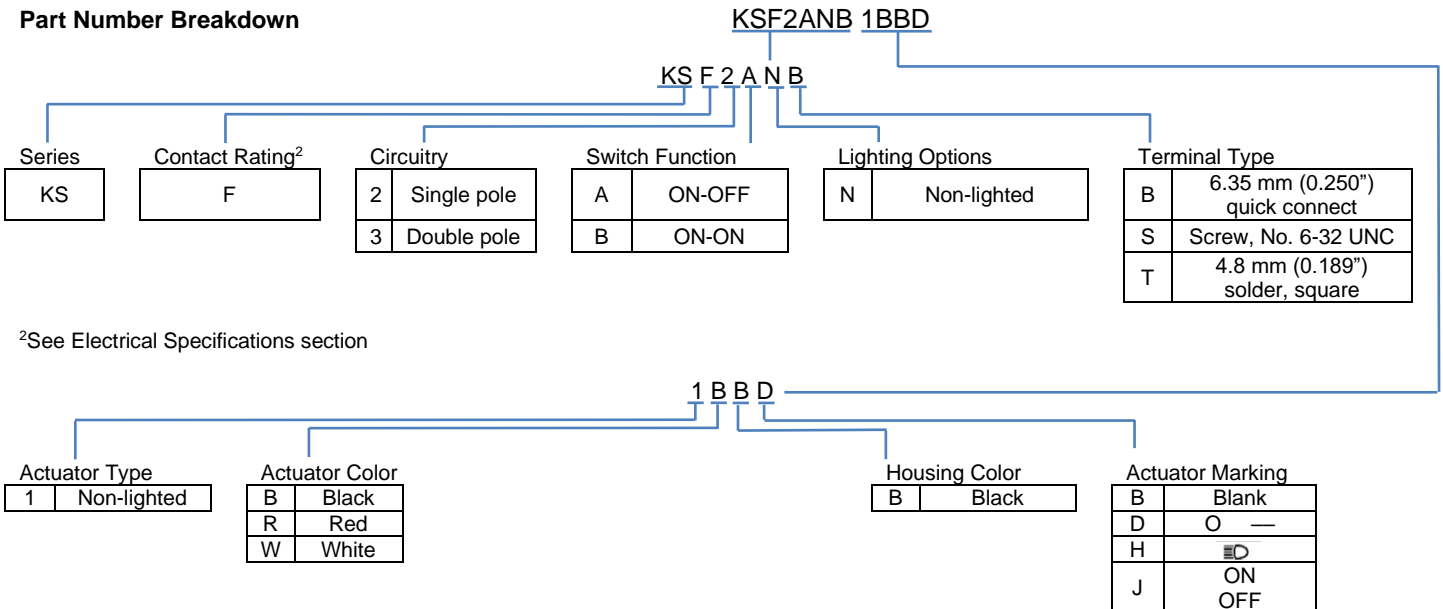 Part Number Breakdown
KSF2ANB 1BBD
KS F 2 A N B
Series
KS
Contact Rating2
F
Circuitry
2 Single pole
3 Double pole
Switch Function
A ON-OFF
B ON-ON
Lighting Options
N Non-lighted
Terminal Type
B 6.35 mm (0.250”)
quick connect
S Screw, No. 6-32 UNC
T 4.8 mm (0.189”)
solder, square
2See Electrical Specifications section
1 B B D
Actuator Type
1 Non-lighted
Actuator Color
B Black
R Red
W White
Housing Color
B Black
Actuator Marking
B Blank
D O —
H
J ON
OFF